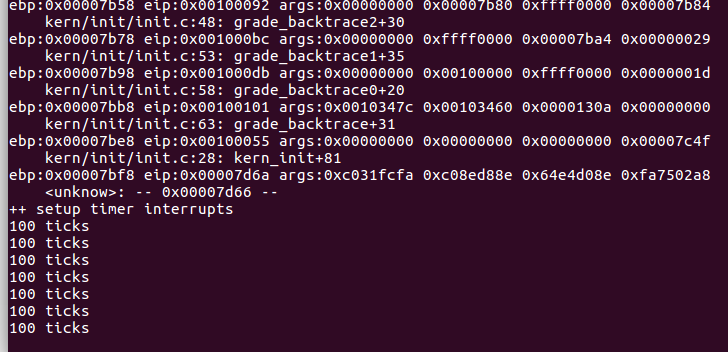 ebp:0x00007b58 eip:0x00100092 args:0x00000000 0x00007b80 0xffff0000 0x00007b84
kern/init/init.c:48: grade_backtrace2+30
ebp:0x00007b78 eip:0x001000bc args:0x00000000 0xffff0000 0x00007ba4 0x00000029
kern/init/init.c:53: grade_backtrace1+35
ebp:0x00007b98 eip:0x001000db args:0x00000000 0x00100000 0xffff0000 0x0000001d
kern/init/init.c:58: grade_backtrace0+20
ebp:0x00007bb8 eip:0x00100101 args:0x0010347c 0x00103460 0x0000130a 0x00000000
kern/init/init.c:63: grade_backtrace+31
ebp:0x00007be8 eip:0x00100055 args:0x00000000 0x00000000 0x00000000 0x00007c4f
kern/init/init.c:28: kern_init+81
ebp:0x00007bf8 eip:0x00007d6a args:0xc031fcfa 0xc08ed88e 0x64e4d08e 0xfa7502a8
<unknow>: -- 0x00007d66 --
++ setup timer interrupts
100 ticks
100 ticks
100 ticks
100 ticks
100 ticks
100 ticks
100 ticks